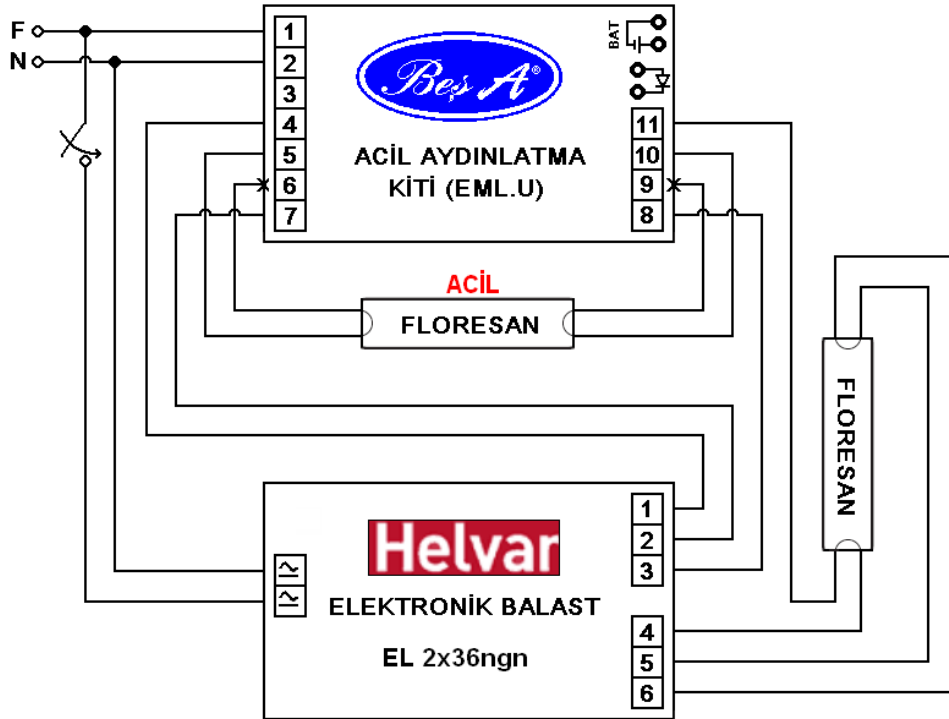 F
N
1
2
3
4
5
6
7
Beş A®
ACİL AYDINLATMA
KİTİ (EML.U)
BAT
11
10
9
8
ACİL
FLORESAN
FLORESAN
Helvar
ELEKTRONİK BALAST
EL 2x36ngn
1
2
3
4
5
6